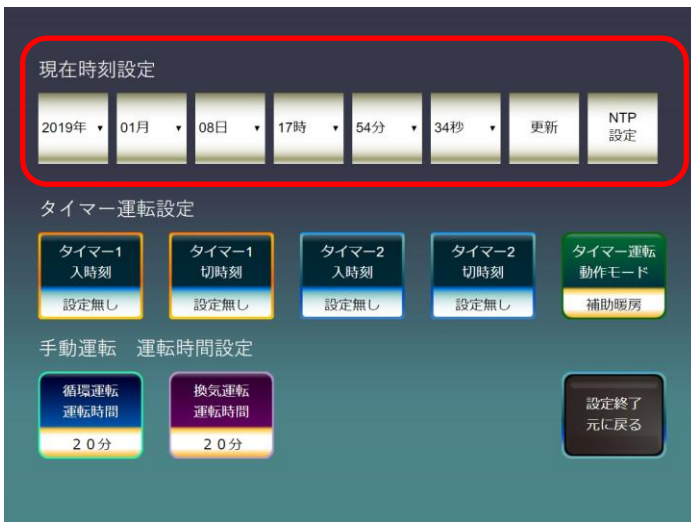 現在時刻設定
2019年 01月 08日 17時 54分 34秒 更新 NTP
設定
タイマー運転設定
タイマー1 タイマー1 タイマー2 タイマー2 タイマー運転
入時刻 切時刻 入時刻 切時刻 動作モード
設定無し 設定無し 設定無し 設定無し 補助暖房
手動運転　運転時間設定
循環運転 換気運転
運転時間 運転時間
２０分 ２０分
設定終了
元に戻る